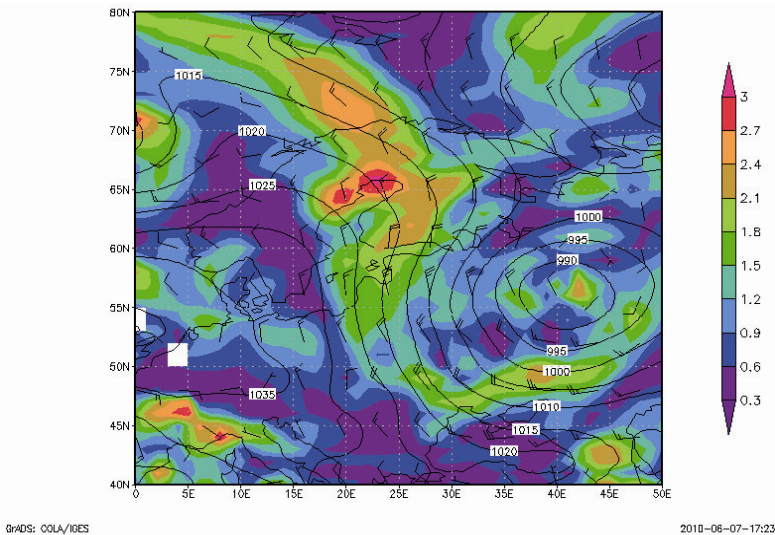 80N
75N
70N
65N
60N
55N
50N
45N
40N
0 5E 10E 15E 20E 25E 30E 35E 40E 45E 50E
1015
1020
1025
1000
995
990
995
1000
1035
1010
1015
1020
3
2.7
2.4
2.1
1.8
1.5
1.2
0.9
0.6
0.3
GrADS: COLA/IGES 2010-06-07-17:23